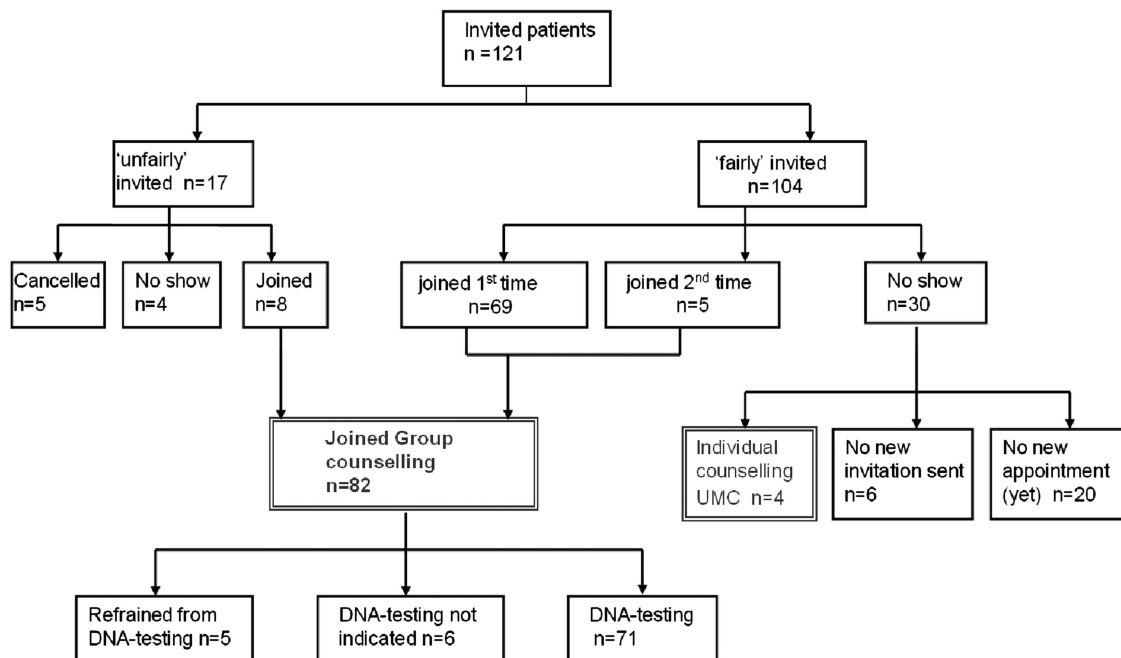 Invited patients
n =121
'unfairly'
invited n=17
'fairly' invited
n=104
Cancelled
n=5
No show
n=4
Joined
n=8
joined 1st time
n=69
joined 2nd time
n=5
No show
n=30
Joined Group
counselling
n=82
Individual
counselling
UMC n=4
No new
invitation sent
n=6
No new
appointment
(yet) n=20
Refrained from
DNA-testing n=5
DNA-testing not
indicated n=6
DNA-testing
n=71